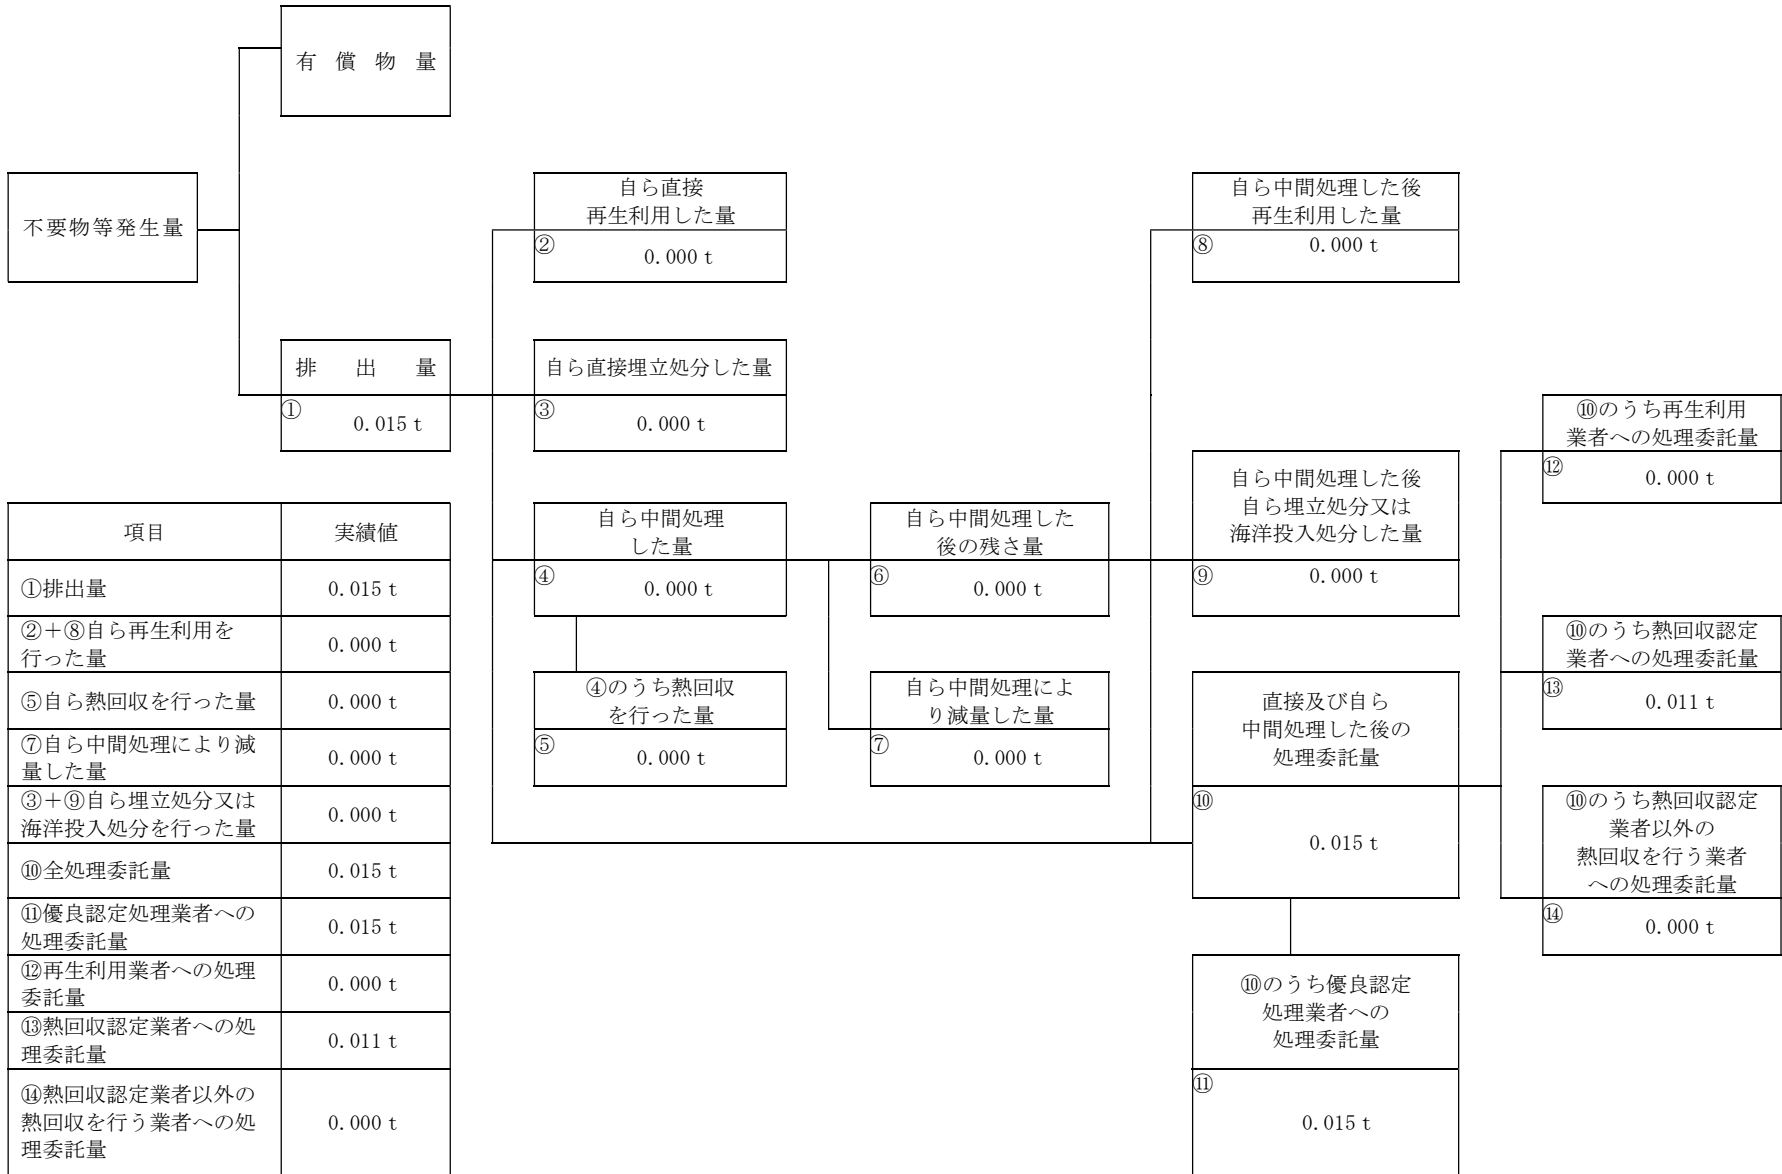 有 償 物 量
不要物等発生量
自ら直接
再生利用した量
② 0.000 t
自ら中間処理した後
再生利用した量
⑧ 0.000 t
排 出 量
① 0.015 t
自ら直接埋立処分した量
③ 0.000 t
⑩のうち再生利用
業者への処理委託量
⑫ 0.000 t
自ら中間処理
した量
④ 0.000 t
自ら中間処理した
後の残さ量
⑥ 0.000 t
自ら中間処理した後
自ら埋立処分又は
海洋投入処分した量
⑨ 0.000 t
⑩のうち熱回収認定
業者への処理委託量
⑬ 0.011 t
④のうち熱回収
を行った量
⑤ 0.000 t
自ら中間処理によ
り減量した量
⑦ 0.000 t
直接及び自ら
中間処理した後の
処理委託量
⑩ 0.015 t
⑩のうち熱回収認定
業者以外の
熱回収を行う業者
への処理委託量
⑭ 0.000 t
⑩のうち優良認定
処理業者への
処理委託量
⑪ 0.015 t
項目 実績値
①排出量 0.015 t
②+⑧自ら再生利用を
行った量 0.000 t
⑤自ら熱回収を行った量 0.000 t
⑦自ら中間処理により減
量した量 0.000 t
③+⑨自ら埋立処分又は
海洋投入処分を行った量 0.000 t
⑩全処理委託量 0.015 t
⑪優良認定処理業者への
処理委託量 0.015 t
⑫再生利用業者への処理
委託量 0.000 t
⑬熱回収認定業者への処
理委託量 0.011 t
⑭熱回収認定業者以外の
熱回収を行う業者への処
理委託量 0.000 t